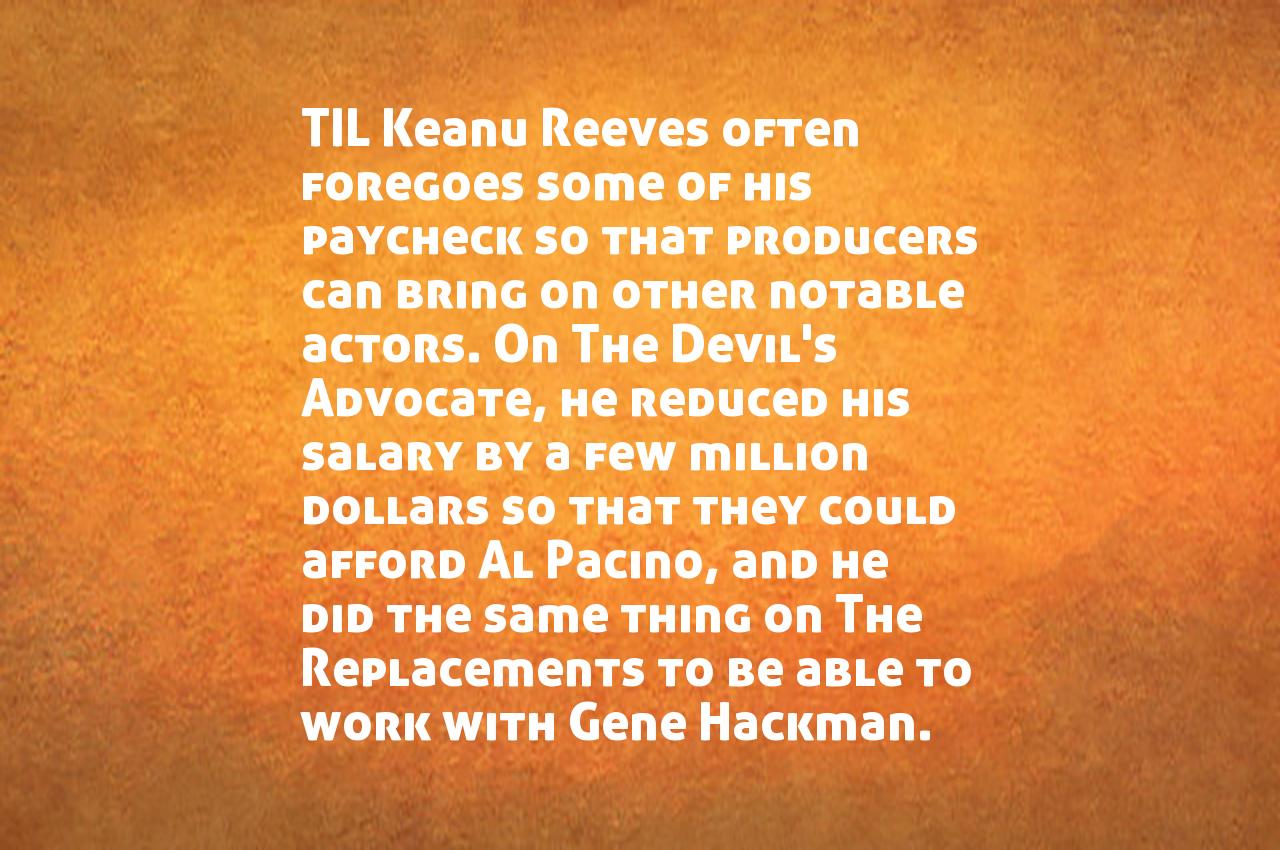 TIL Keanu Reeves often
foregoes some of his
paycheck so that producers
can bring on other notable
actors. On The Devil's
Advocate, he reduced his
salary by a few million
dollars so that they could
afford Al Pacino, and he
did the same thing on The
Replacements to be able to
work with Gene Hackman.